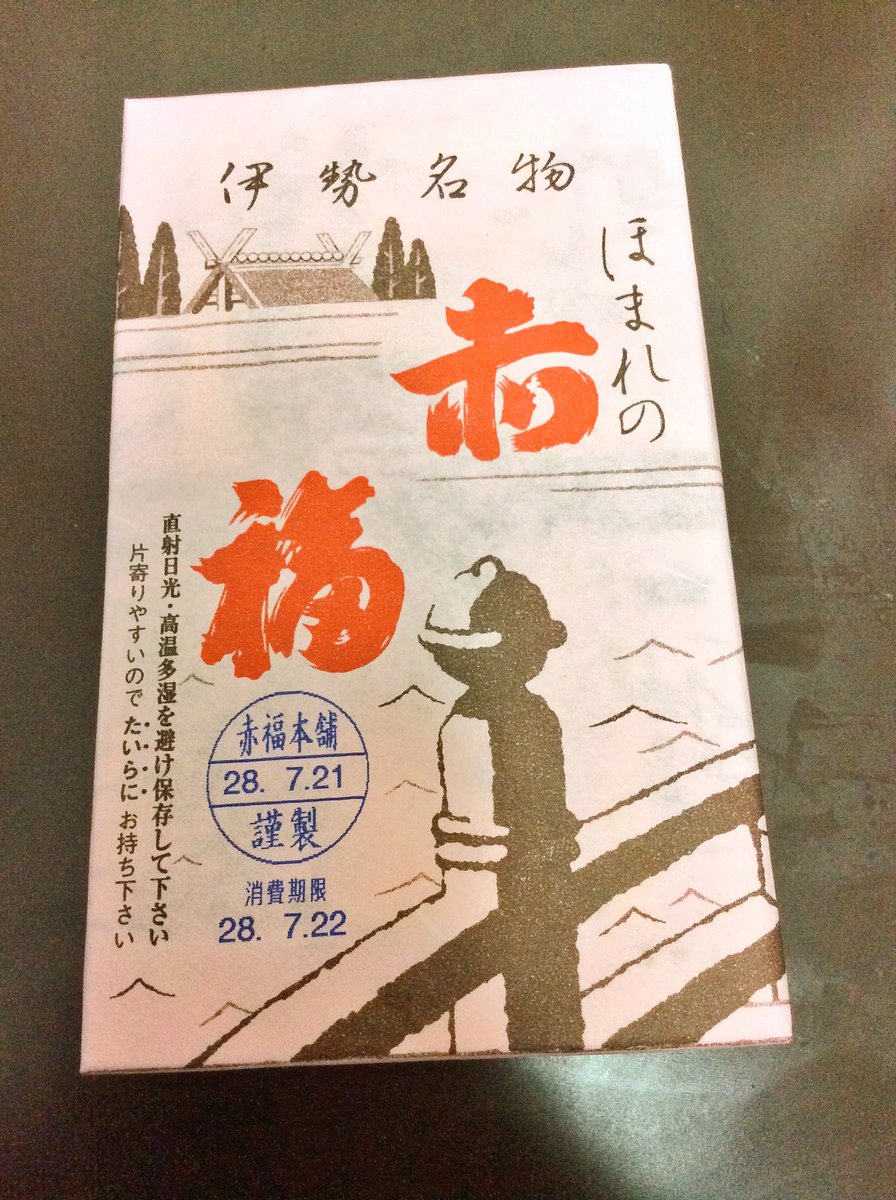 伊勢名物
ほまれの
赤福
直射日光・高温多湿を避け保存して下さい
片寄りやすいので たいらに お持ち下さい
赤福本舗
28. 7.21
謹製
消費期限
28. 7.22